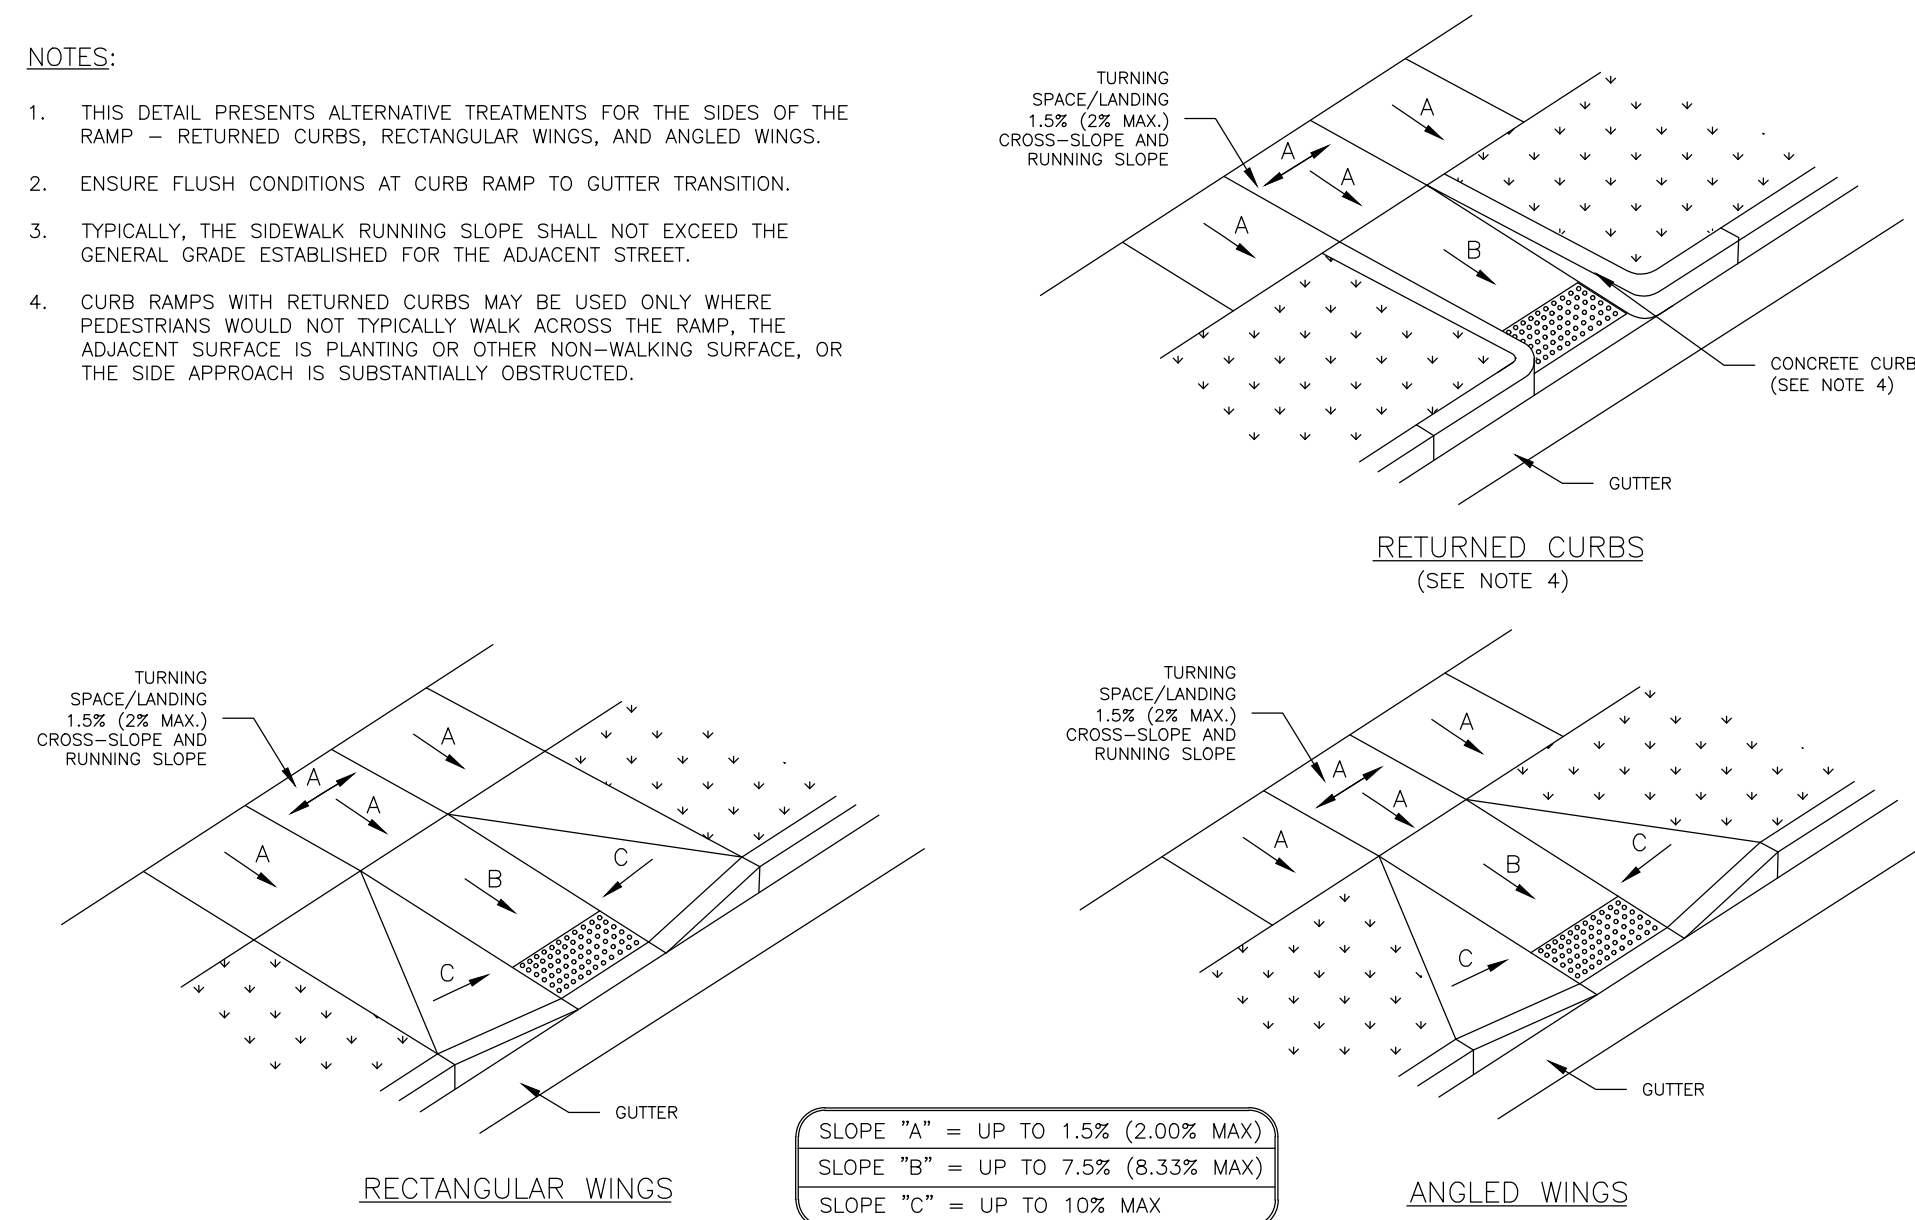 NOTES:
1. THIS DETAIL PRESENTS ALTERNATIVE TREATMENTS FOR THE SIDES OF THE
RAMP – RETURNED CURBS, RECTANGULAR WINGS, AND ANGLED WINGS.
2. ENSURE FLUSH CONDITIONS AT CURB RAMP TO GUTTER TRANSITION.
3. TYPICALLY, THE SIDEWALK RUNNING SLOPE SHALL NOT EXCEED THE
GENERAL GRADE ESTABLISHED FOR THE ADJACENT STREET.
4. CURB RAMPS WITH RETURNED CURBS MAY BE USED ONLY WHERE
PEDESTRIANS WOULD NOT TYPICALLY WALK ACROSS THE RAMP, THE
ADJACENT SURFACE IS PLANTING OR OTHER NON–WALKING SURFACE, OR
THE SIDE APPROACH IS SUBSTANTIALLY OBSTRUCTED.
TURNING
SPACE/LANDING
1.5% (2% MAX.)
CROSS–SLOPE AND
RUNNING SLOPE
A
A
A
A
B
CONCRETE CURB
(SEE NOTE 4)
GUTTER
RETURNED CURBS
(SEE NOTE 4)
TURNING
SPACE/LANDING
1.5% (2% MAX.)
CROSS–SLOPE AND
RUNNING SLOPE
A
A
A
A
B
C
C
GUTTER
RECTANGULAR WINGS
TURNING
SPACE/LANDING
1.5% (2% MAX.)
CROSS–SLOPE AND
RUNNING SLOPE
A
A
A
A
B
C
C
GUTTER
ANGLED WINGS
SLOPE "A" = UP TO 1.5% (2.00% MAX)
SLOPE "B" = UP TO 7.5% (8.33% MAX)
SLOPE "C" = UP TO 10% MAX